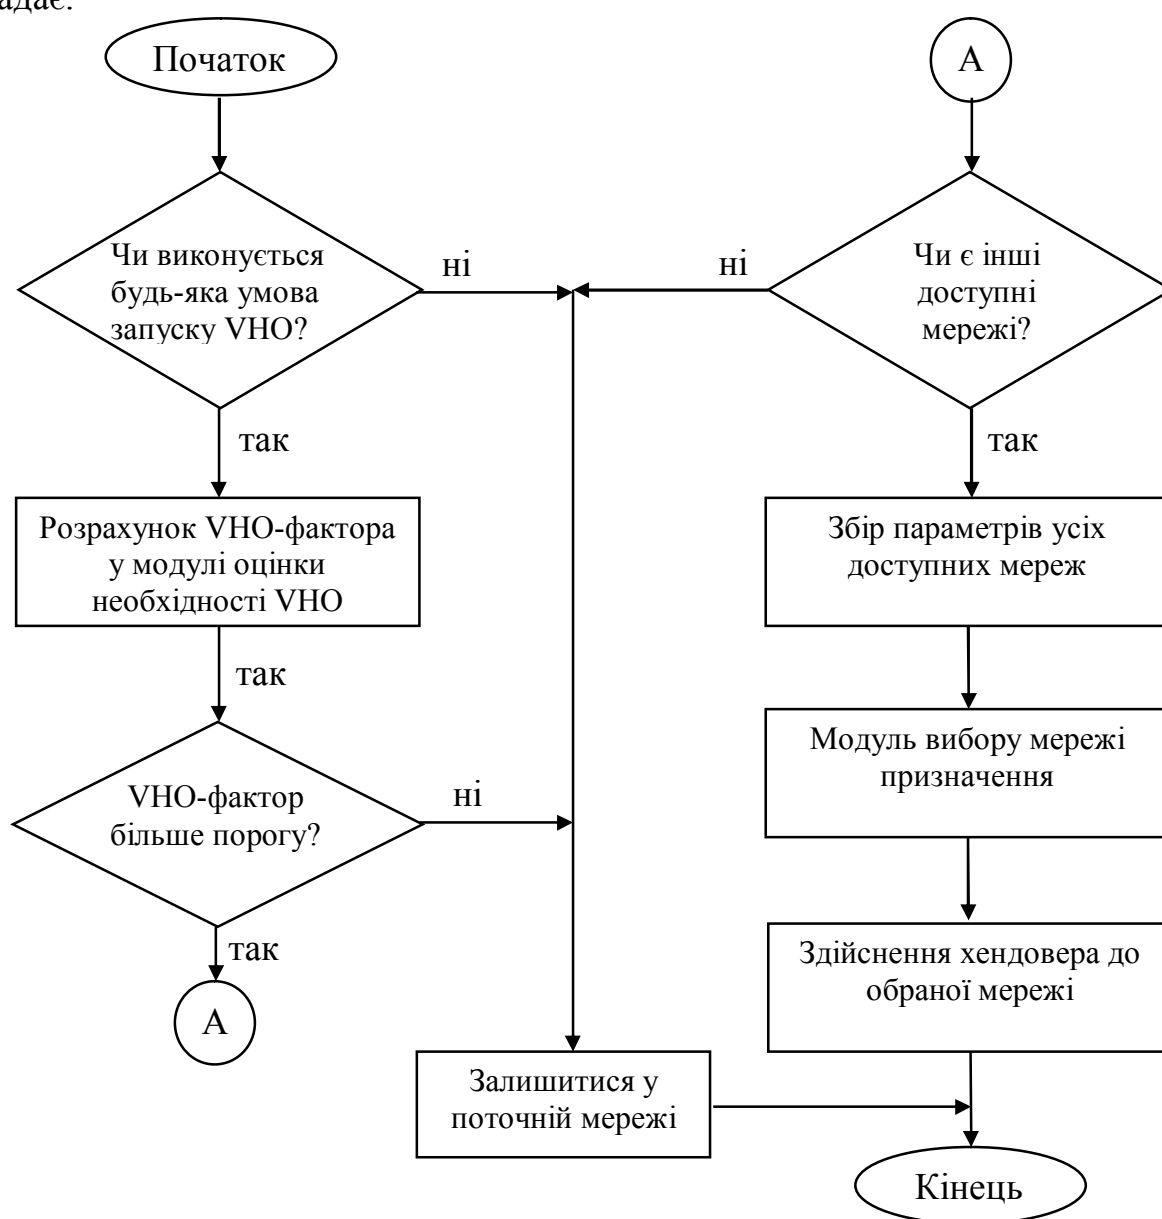 Початок
Чи виконується
будь-яка умова
запуску VHO?
ні
так
Розрахунок VHO-фактора
у модулі оцінки
необхідності VHO
так
VHO-фактор
більше порогу?
ні
так
А
А
Чи є інші
доступні
мережі?
ні
так
Збір параметрів усіх
доступних мереж
Модуль вибору мережі
призначення
Здійснення хендовера до
обраної мережі
Залишитися у
поточній мережі
Кінець